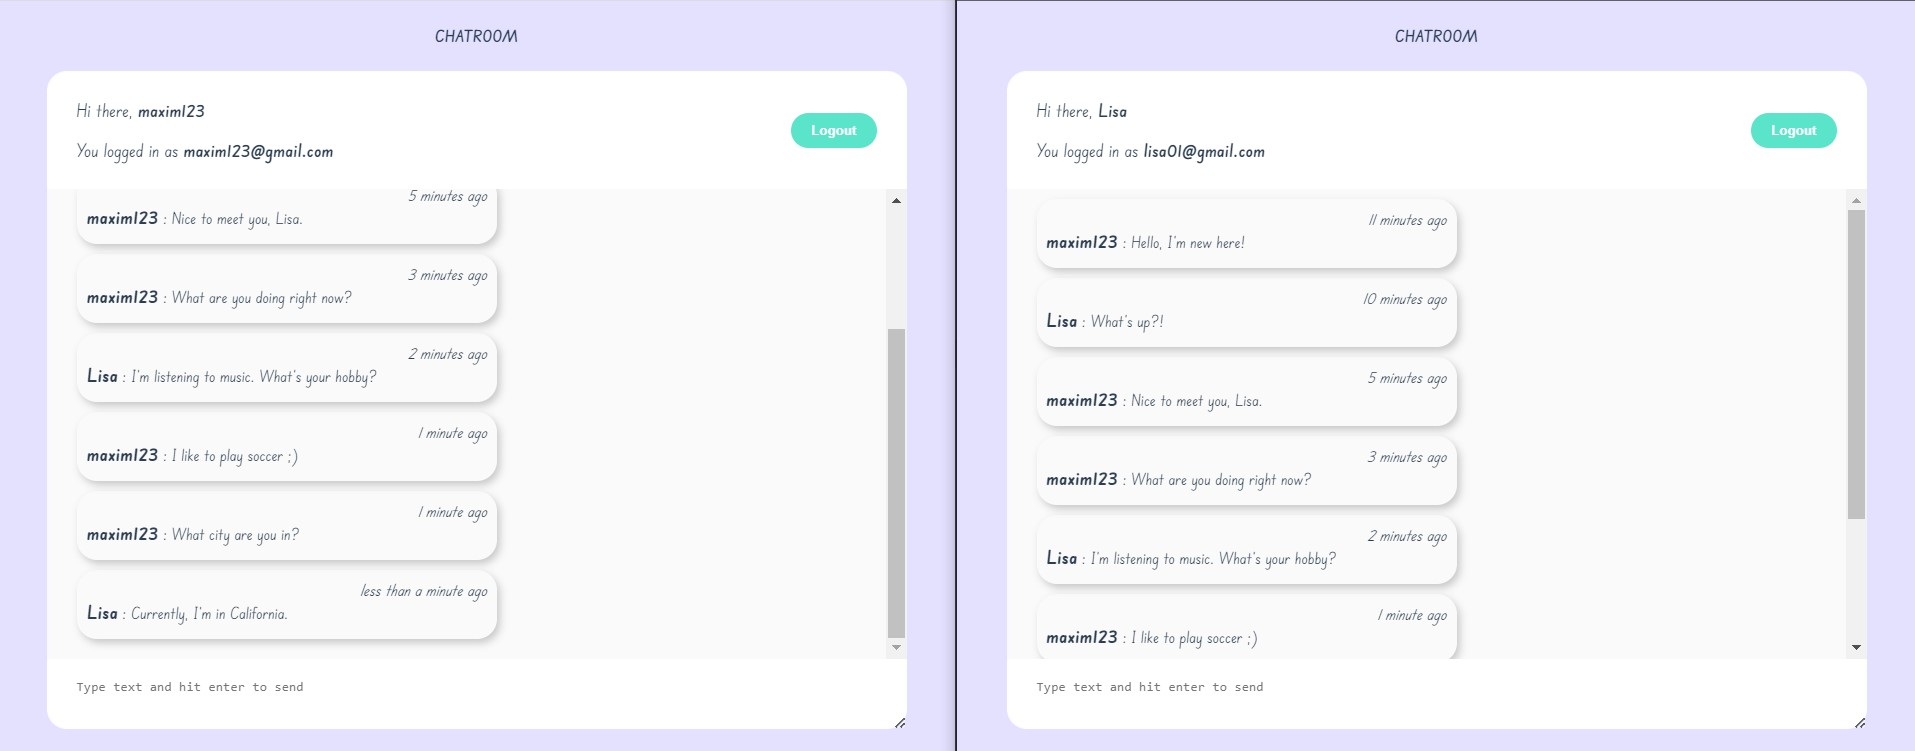 CHATROOM
Hi there, maxim123
Logout
You logged in as maxim123@gmail.com
5 minutes ago
maxim123 : Nice to meet you, Lisa.
3 minutes ago
maxim123 : What are you doing right now?
2 minutes ago
Lisa : I'm listening to music. What's your hobby?
1 minute ago
maxim123 : I like to play soccer ;)
1 minute ago
maxim123 : What city are you in?
less than a minute ago
Lisa : Currently, I'm in California.
Type text and hit enter to send
CHATROOM
Hi there, Lisa
Logout
You logged in as lisa01@gmail.com
11 minutes ago
maxim123 : Hello, I'm new here!
10 minutes ago
Lisa : What's up?!
5 minutes ago
maxim123 : Nice to meet you, Lisa.
3 minutes ago
maxim123 : What are you doing right now?
2 minutes ago
Lisa : I'm listening to music. What's your hobby?
1 minute ago
maxim123 : I like to play soccer ;)
Type text and hit enter to send